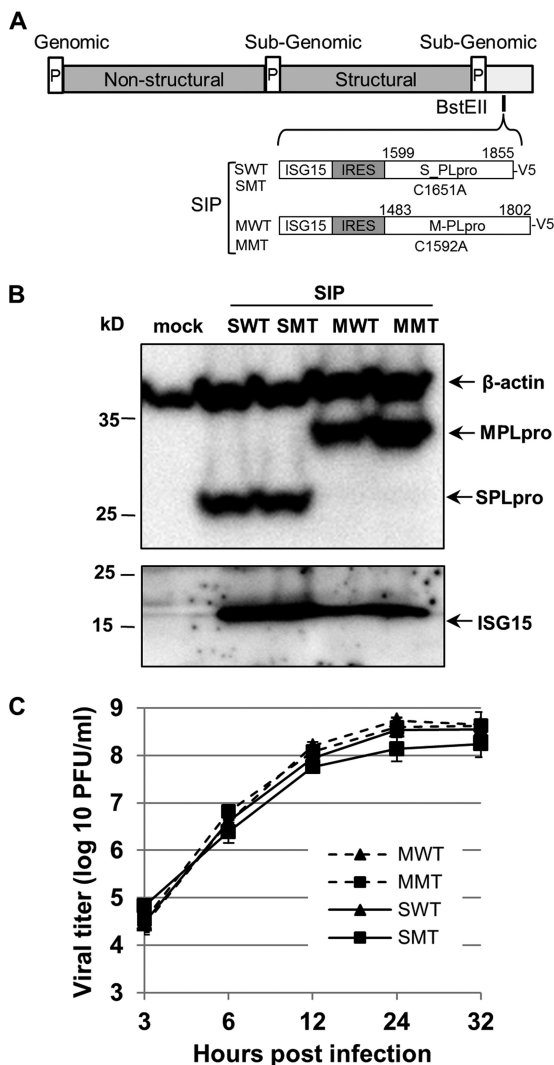 A
Genomic Sub-Genomic Sub-Genomic
P Non-structural P Structural P
BstEII
1599 1855
SWT ISG15 IRES S_PLpro -V5
SMT C1651A
SIP
1483 1802
MWT ISG15 IRES M-PLpro -V5
MMT C1592A
B
SIP
kD mock SWT SMT MWT MMT
β-actin
35
MPLpro
SPLpro
25
25
15
ISG15
C
Viral titer (log 10 PFU/ml)
9
8
7
6
5
4
3
MWT
MMT
SWT
SMT
3 6 12 24 32
Hours post infection